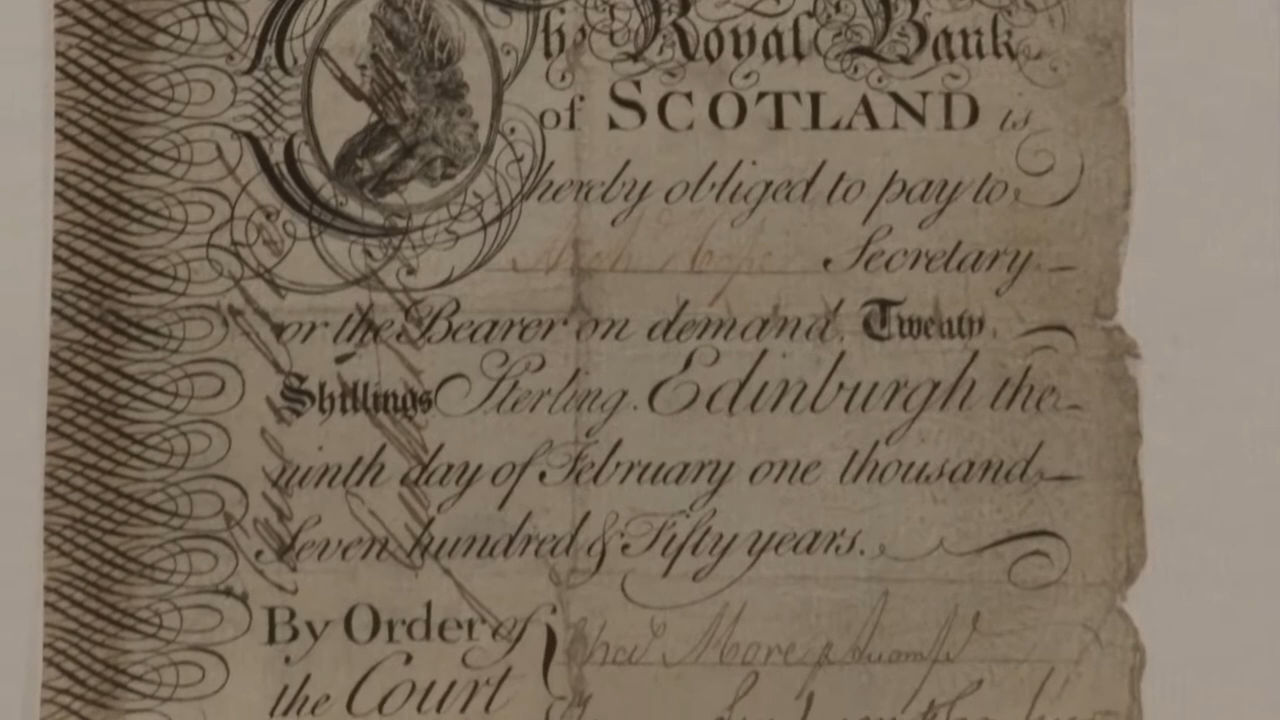 The Royal Bank
of SCOTLAND is
hereby obliged to pay to
Secretary
or the Bearer on demand. Twenty
Shillings Sterling. Edinburgh the
ninth day of February one thousand
Seven hundred & Fifty years.
By Order of
the Court